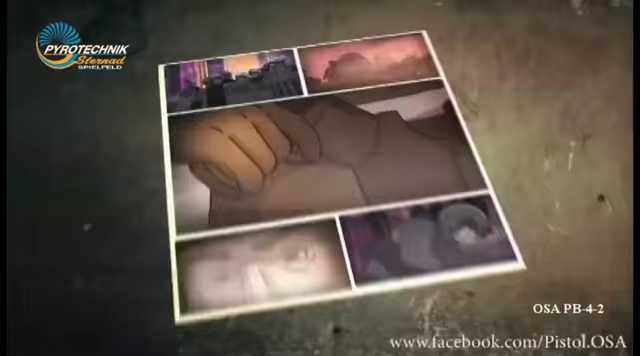 PYROTECHNIK
Sternad
SPIELFELD
OSA PB-4-2
www.facebook.com/Pistol.OSA